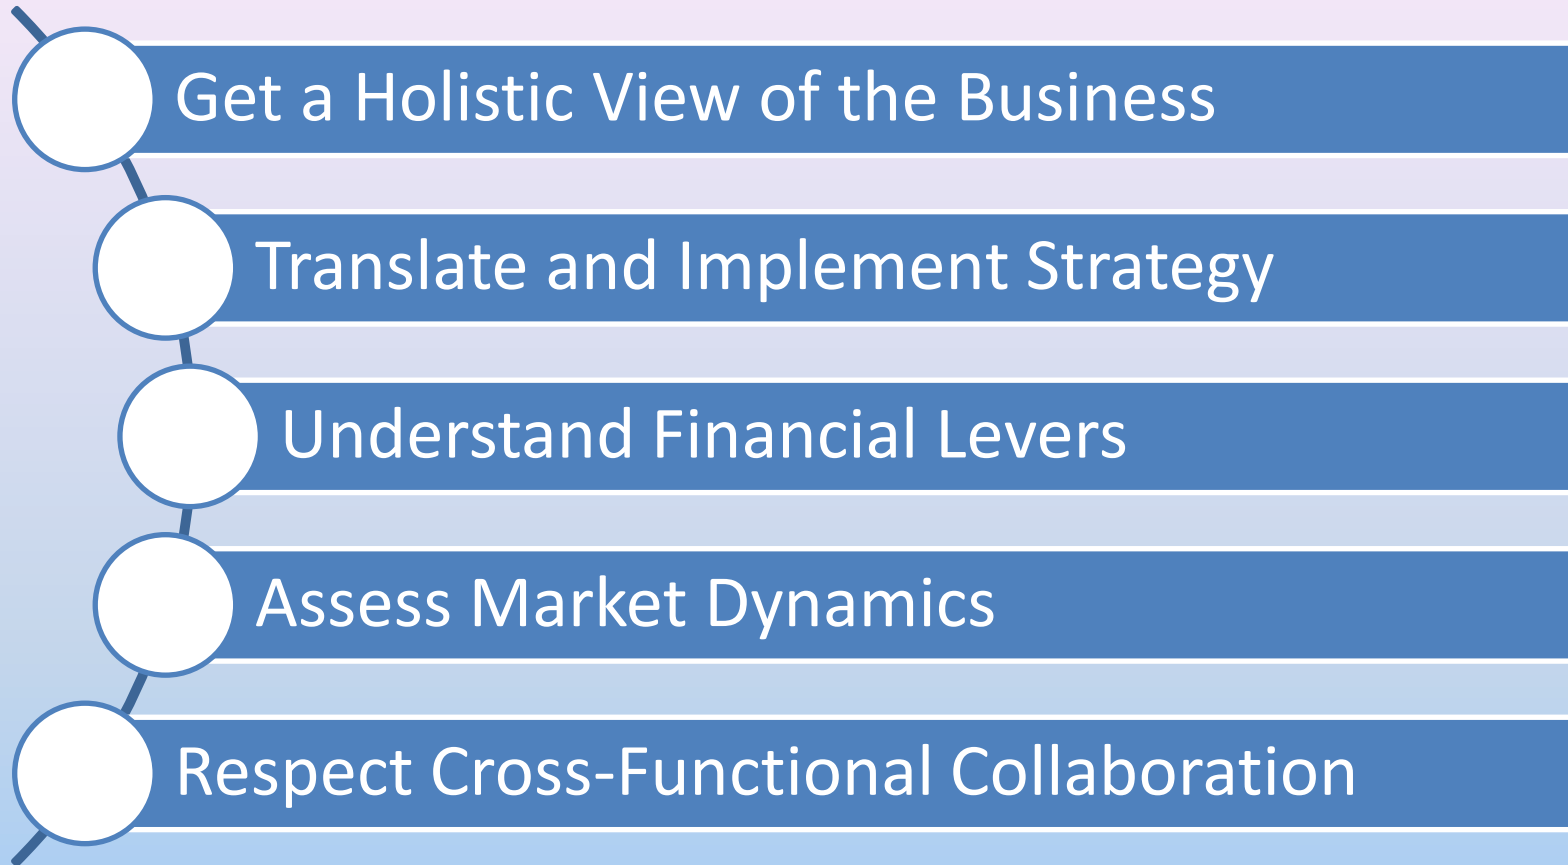 Get a Holistic View of the Business
Translate and Implement Strategy
Understand Financial Levers
Assess Market Dynamics
Respect Cross-Functional Collaboration